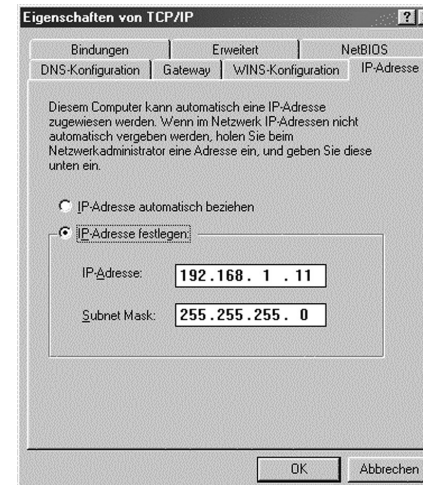 Eigenschaften von TCP/IP
?
Bindungen Erweitert NetBIOS
DNS-Konfiguration Gateway WINS-Konfiguration IP-Adresse
Diesem Computer kann automatisch eine IP-Adresse
zugewiesen werden. Wenn im Netzwerk IP-Adressen nicht
automatisch vergeben werden, holen Sie beim
Netzwerkadministrator eine Adresse ein, und geben Sie diese
unten ein.
IP-Adresse automatisch beziehen
IP-Adresse festlegen:
IP-Adresse: 192.168. 1 .11
Subnet Mask: 255.255.255. 0
OK Abbrechen